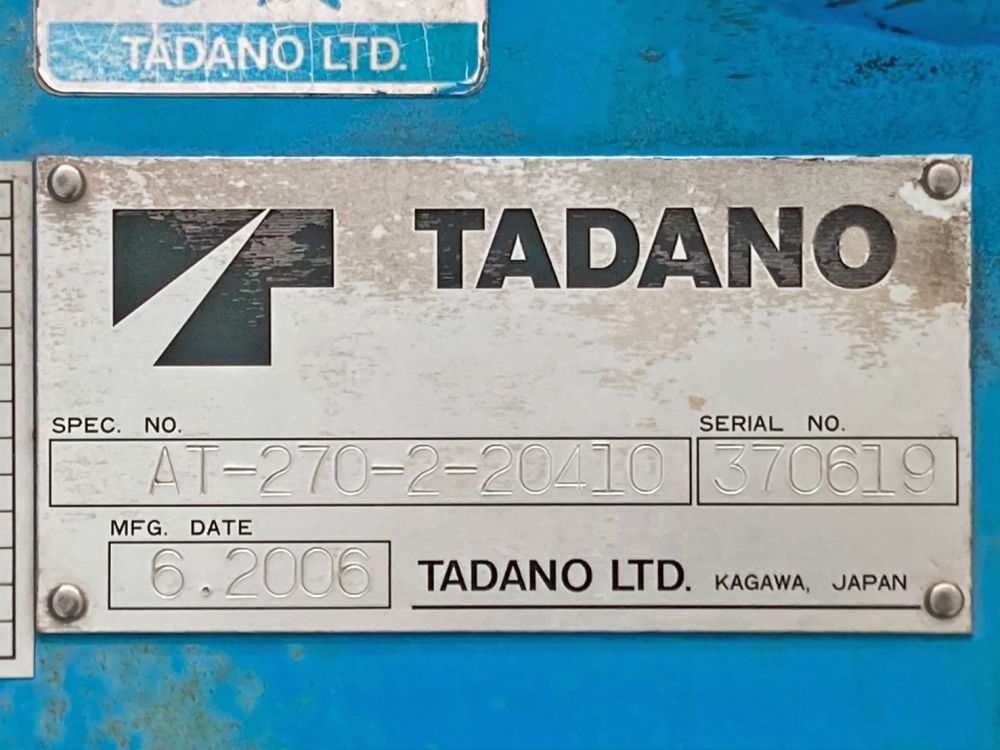 TADANO LTD.
TADANO
SPEC. NO.
AT-270-2-20410
SERIAL NO.
370619
MFG. DATE
6.2006
TADANO LTD. KAGAWA, JAPAN